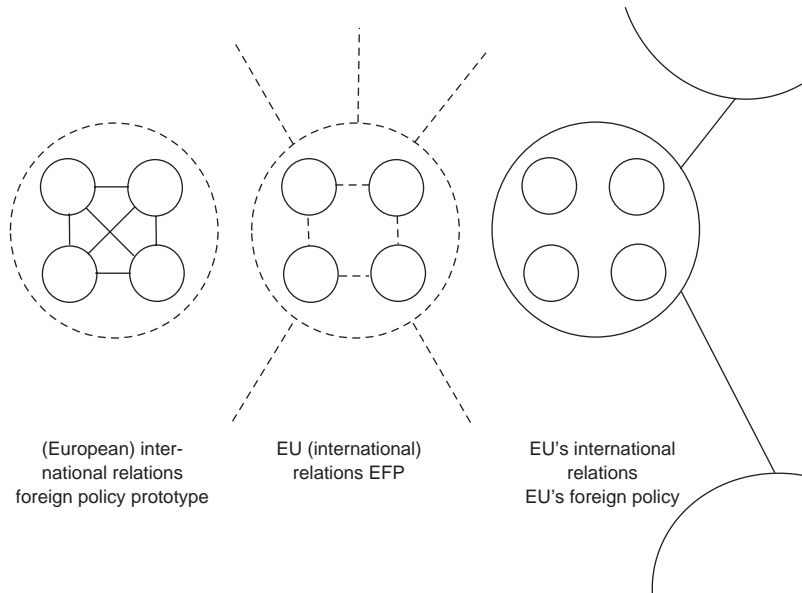 (European) inter-
national relations
foreign policy prototype
EU (international)
relations EFP
EU's international
relations
EU's foreign policy